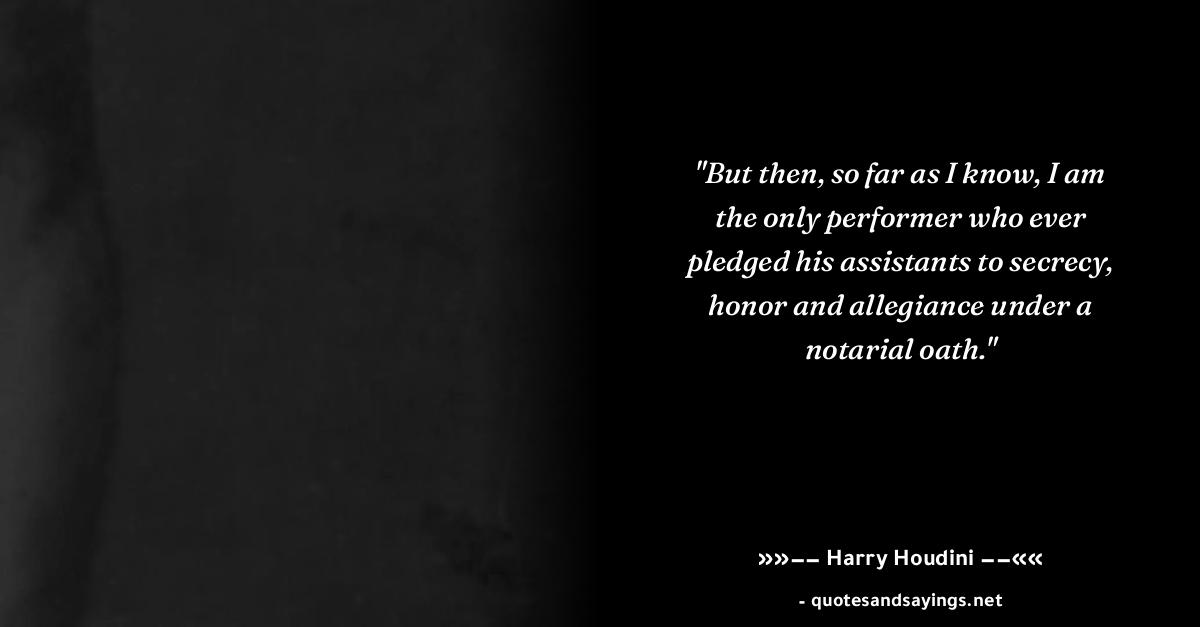 "But then, so far as I know, I am
the only performer who ever
pledged his assistants to secrecy,
honor and allegiance under a
notarial oath."
»»−− Harry Houdini −−««
- quotesandsayings.net